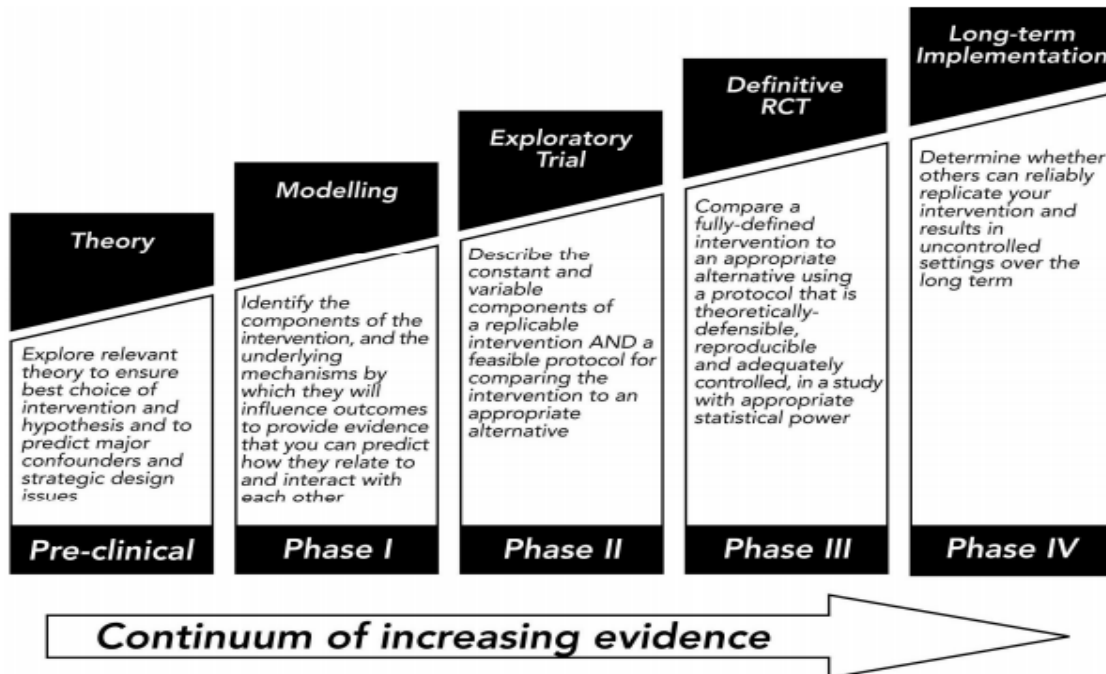 Theory
Explore relevant
theory to ensure
best choice of
intervention and
hypothesis and to
predict major
confounders and
strategic design
issues
Pre-clinical
Modelling
Identify the
components of the
intervention, and the
underlying
mechanisms by
which they will
influence outcomes
to provide evidence
that you can predict
how they relate to
and interact with
each other
Phase I
Exploratory
Trial
Describe the
constant and
variable
components of
a replicable
intervention AND a
feasible protocol for
comparing the
intervention to an
appropriate
alternative
Phase II
Definitive
RCT
Compare a
fully-defined
intervention to
an appropriate
alternative using
a protocol that is
theoretically-
defensible,
reproducible
and adequately
controlled, in a study
with appropriate
statistical power
Phase III
Long-term
Implementation
Determine whether
others can reliably
replicate your
intervention and
results in
uncontrolled
settings over the
long term
Phase IV
Continuum of increasing evidence